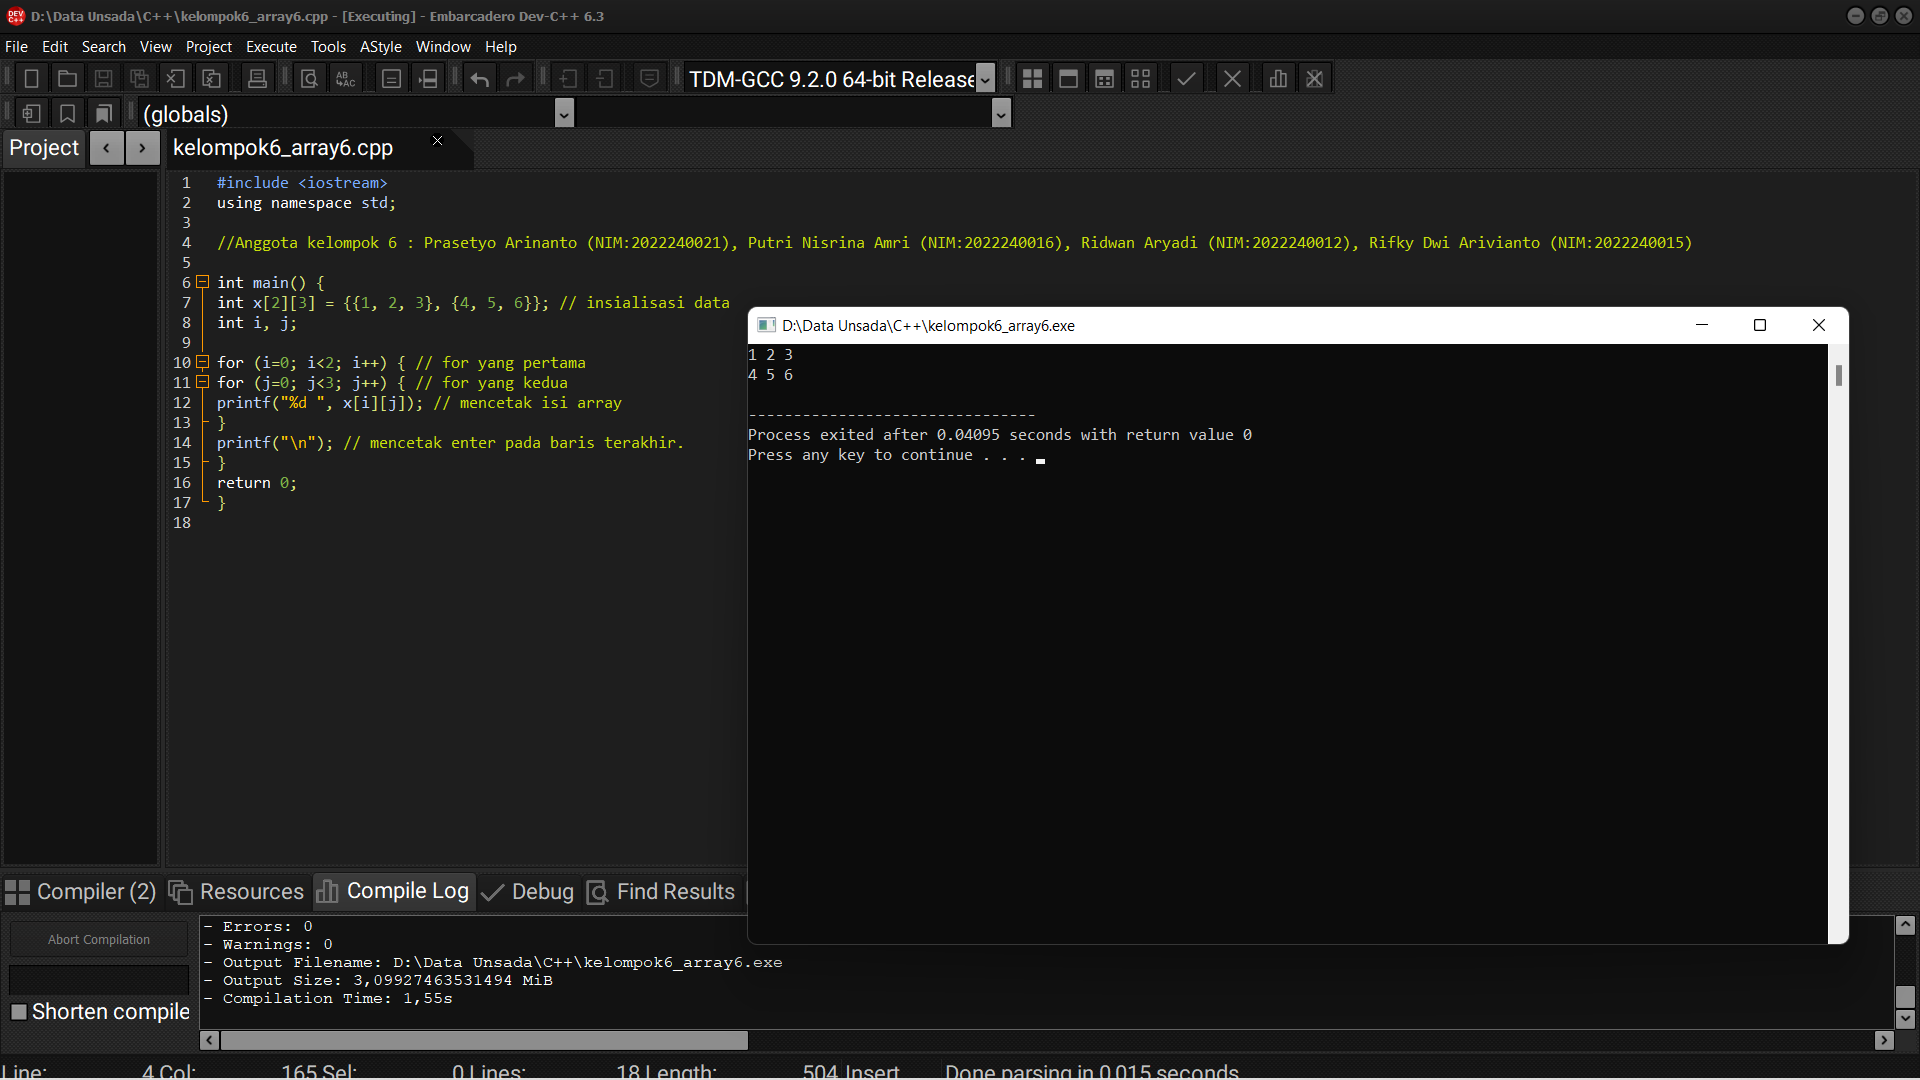 D:\Data Unsada\C++\kelompok6_array6.cpp - [Executing] - Embarcadero Dev-C++ 6.3
File Edit Search View Project Execute Tools AStyle Window Help
TDM-GCC 9.2.0 64-bit Release
(globals)
Project
kelompok6_array6.cpp
1 #include <iostream>
2 using namespace std;
3
4 //Anggota kelompok 6 : Prasetyo Arinanto (NIM:2022240021), Putri Nisrina Amri (NIM:2022240016), Ridwan Aryadi (NIM:2022240012), Rifky Dwi Arivianto (NIM:2022240015)
5
6 int main() {
7 int x[2][3] = {{1, 2, 3}, {4, 5, 6}}; // insialisasi data
8 int i, j;
9
10 for (i=0; i<2; i++) { // for yang pertama
11 for (j=0; j<3; j++) { // for yang kedua
12 printf("%d ", x[i][j]); // mencetak isi array
13 }
14 printf("\n"); // mencetak enter pada baris terakhir.
15 }
16 return 0;
17 }
18
D:\Data Unsada\C++\kelompok6_array6.exe
1 2 3
4 5 6
--------------------------------
Process exited after 0.04095 seconds with return value 0
Press any key to continue . . .
Compiler (2) Resources Compile Log Debug Find Results
Abort Compilation
Shorten compile
- Errors: 0
- Warnings: 0
- Output Filename: D:\Data Unsada\C++\kelompok6_array6.exe
- Output Size: 3,09927463531494 MiB
- Compilation Time: 1,55s
Line: 4 Col: 165 Sel: 0 Lines: 18 Length: 504 Insert Done parsing in 0.015 seconds